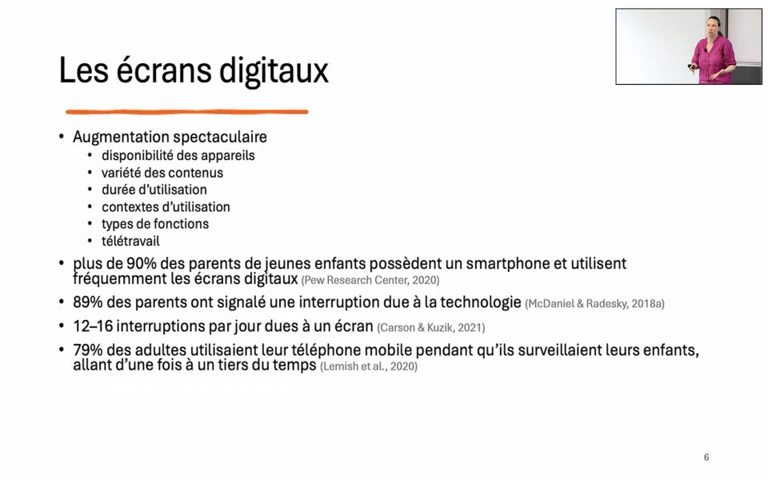 Les écrans digitaux
• Augmentation spectaculaire
• disponibilité des appareils
• variété des contenus
• durée d'utilisation
• contextes d'utilisation
• types de fonctions
• télétravail
• plus de 90% des parents de jeunes enfants possèdent un smartphone et utilisent
fréquemment les écrans digitaux (Pew Research Center, 2020)
• 89% des parents ont signalé une interruption due à la technologie (McDaniel & Radesky, 2018a)
• 12–16 interruptions par jour dues à un écran (Carson & Kuzik, 2021)
• 79% des adultes utilisaient leur téléphone mobile pendant qu'ils surveillaient leurs enfants,
allant d'une fois à un tiers du temps (Lemish et al., 2020)
6